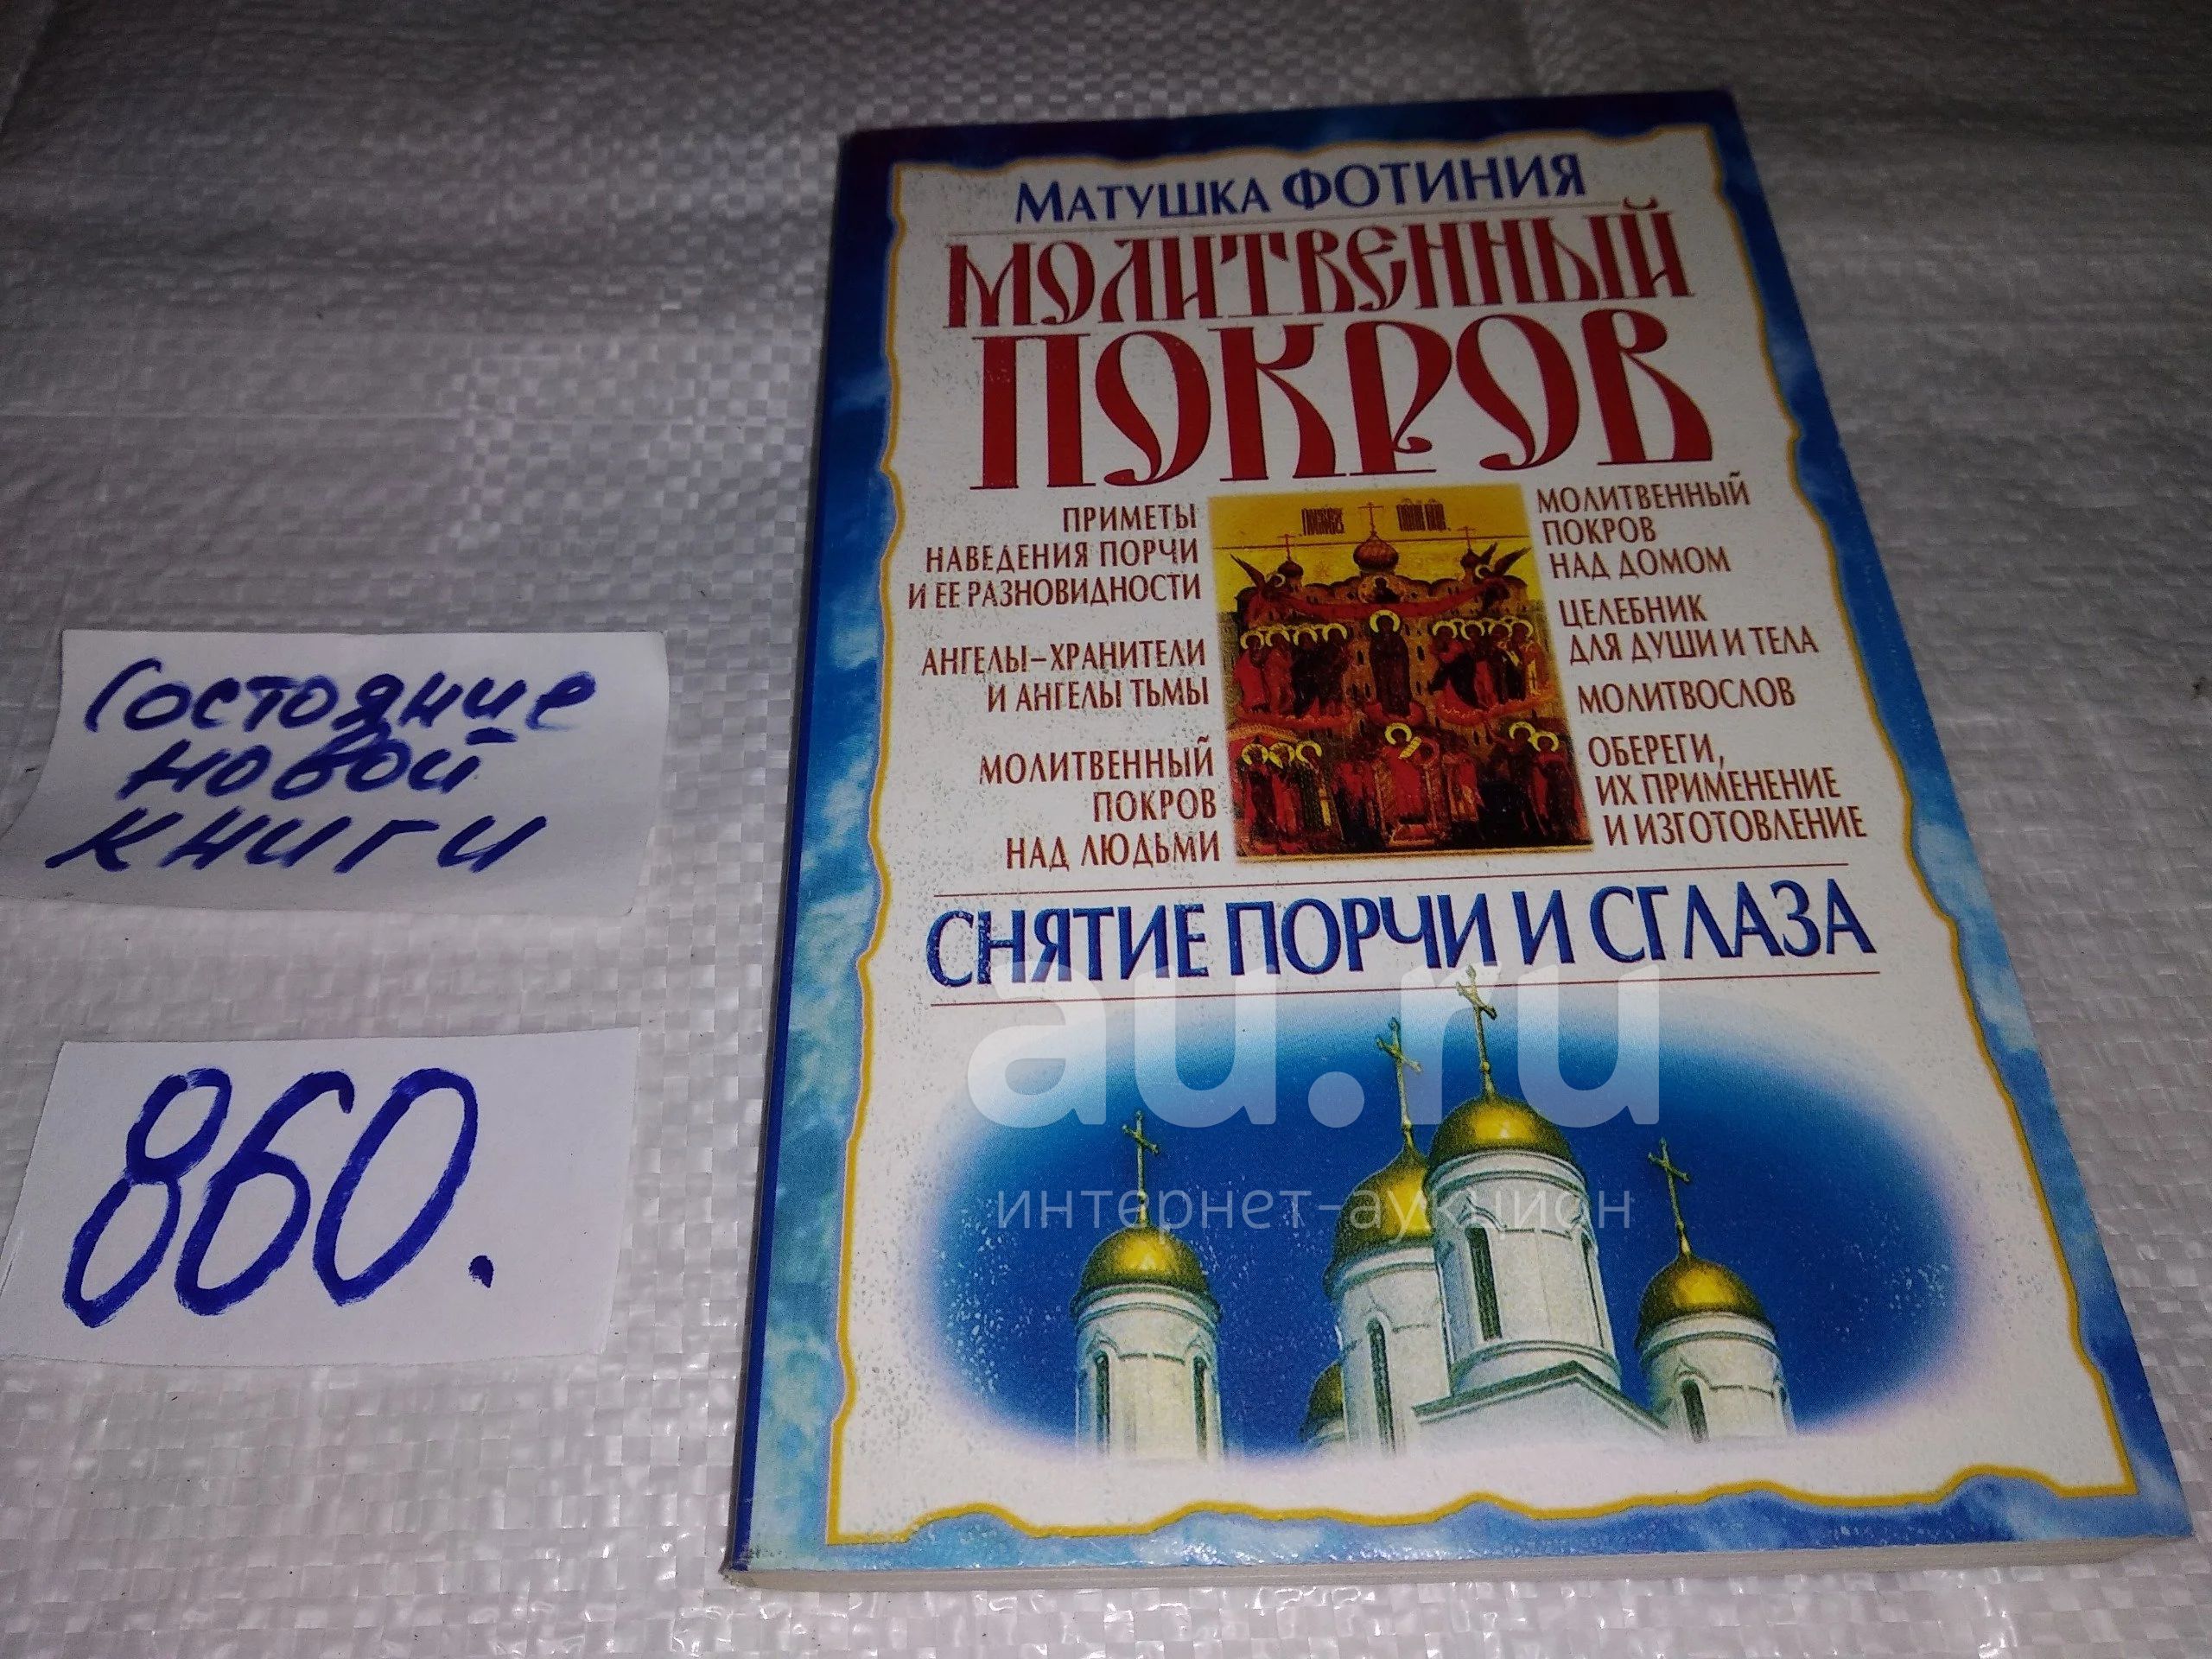 Состояние
новой
книги
860.
МАТУШКА ФОТИНИЯ
МОЛИТВЕННЫЙ
ПОКРОВ
ПРИМЕТЫ
НАВЕДЕНИЯ ПОРЧИ
И ЕЕ РАЗНОВИДНОСТИ
АНГЕЛЫ-ХРАНИТЕЛИ
И АНГЕЛЫ ТЬМЫ
МОЛИТВЕННЫЙ
ПОКРОВ
НАД ЛЮДЬМИ
МОЛИТВЕННЫЙ
ПОКРОВ
НАД ДОМОМ
ЦЕЛЕБНИК
ДЛЯ ДУШИ И ТЕЛА
МОЛИТВОСЛОВ
ОБЕРЕГИ,
ИХ ПРИМЕНЕНИЕ
И ИЗГОТОВЛЕНИЕ
СНЯТИЕ ПОРЧИ И СГЛАЗА
au.ru
интернет-аукцион